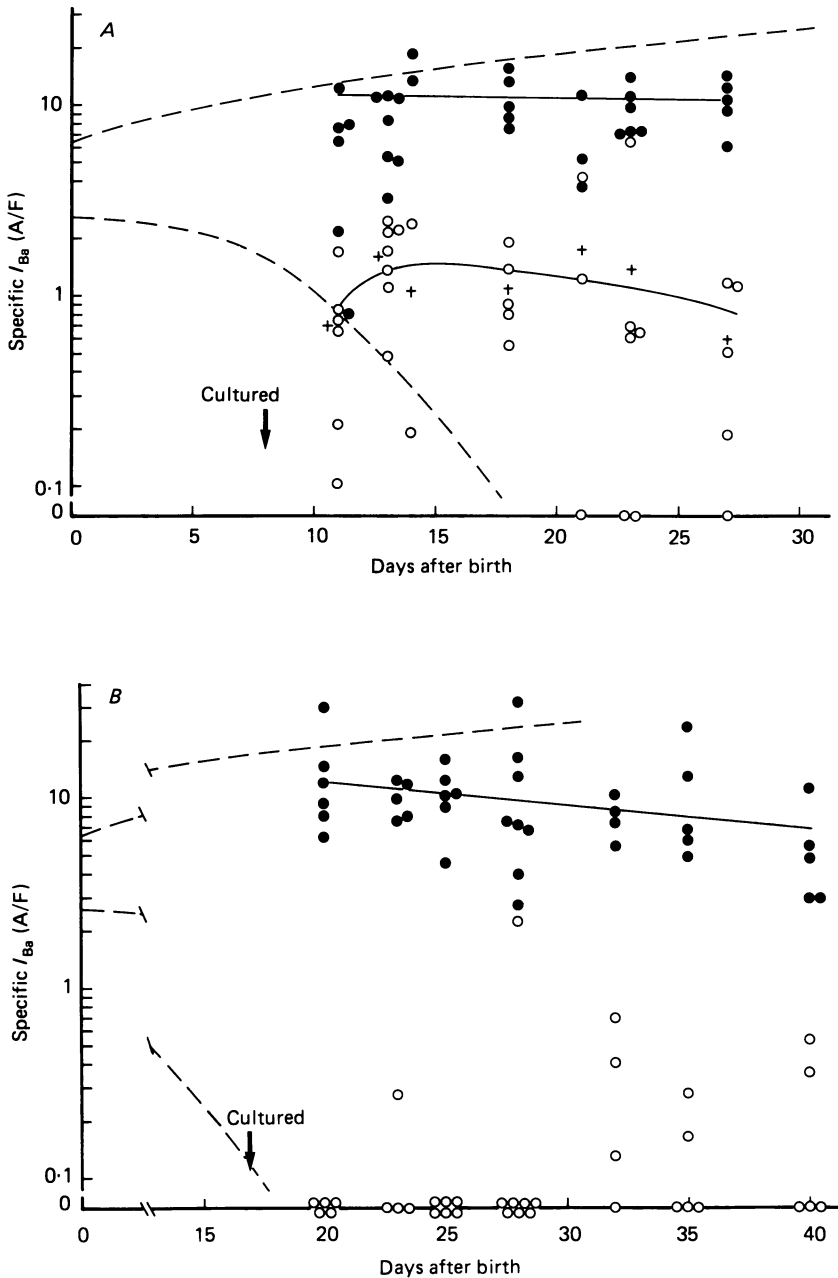 A
10
1
0·1
0
Specific I_Ba (A/F)
Cultured
0 5 10 15 20 25 30
Days after birth
B
10
1
0·1
0
Specific I_Ba (A/F)
Cultured
0 15 20 25 30 35 40
Days after birth